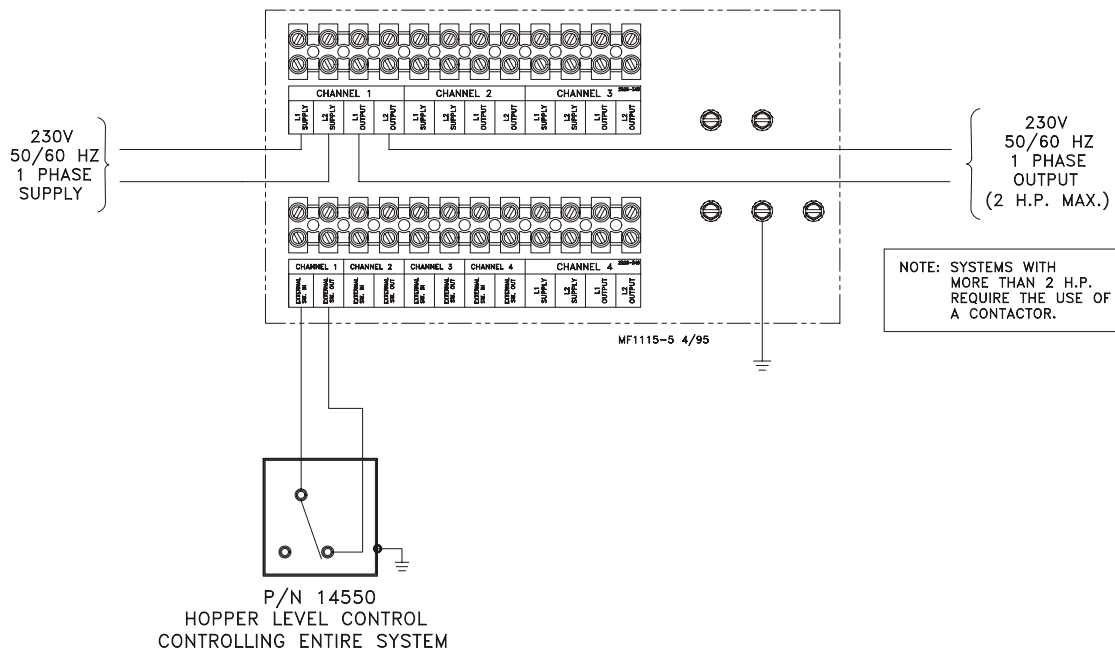 CHANNEL 1 CHANNEL 2 CHANNEL 3
L1 SUPPLY L2 SUPPLY L1 OUTPUT L2 OUTPUT L1 SUPPLY L2 SUPPLY L1 OUTPUT L2 OUTPUT L1 SUPPLY L2 SUPPLY L1 OUTPUT L2 OUTPUT
230V
50/60 HZ
1 PHASE
SUPPLY
230V
50/60 HZ
1 PHASE
OUTPUT
(2 H.P. MAX.)
CHANNEL 1 CHANNEL 2 CHANNEL 3 CHANNEL 4 CHANNEL 4
EXTERNAL SW. IN EXTERNAL SW. OUT EXTERNAL SW. IN EXTERNAL SW. OUT EXTERNAL SW. IN EXTERNAL SW. OUT EXTERNAL SW. IN EXTERNAL SW. OUT L1 SUPPLY L2 SUPPLY L1 OUTPUT L2 OUTPUT
NOTE: SYSTEMS WITH
MORE THAN 2 H.P.
REQUIRE THE USE OF
A CONTACTOR.
MF1115-5 4/95
P/N 14550
HOPPER LEVEL CONTROL
CONTROLLING ENTIRE SYSTEM